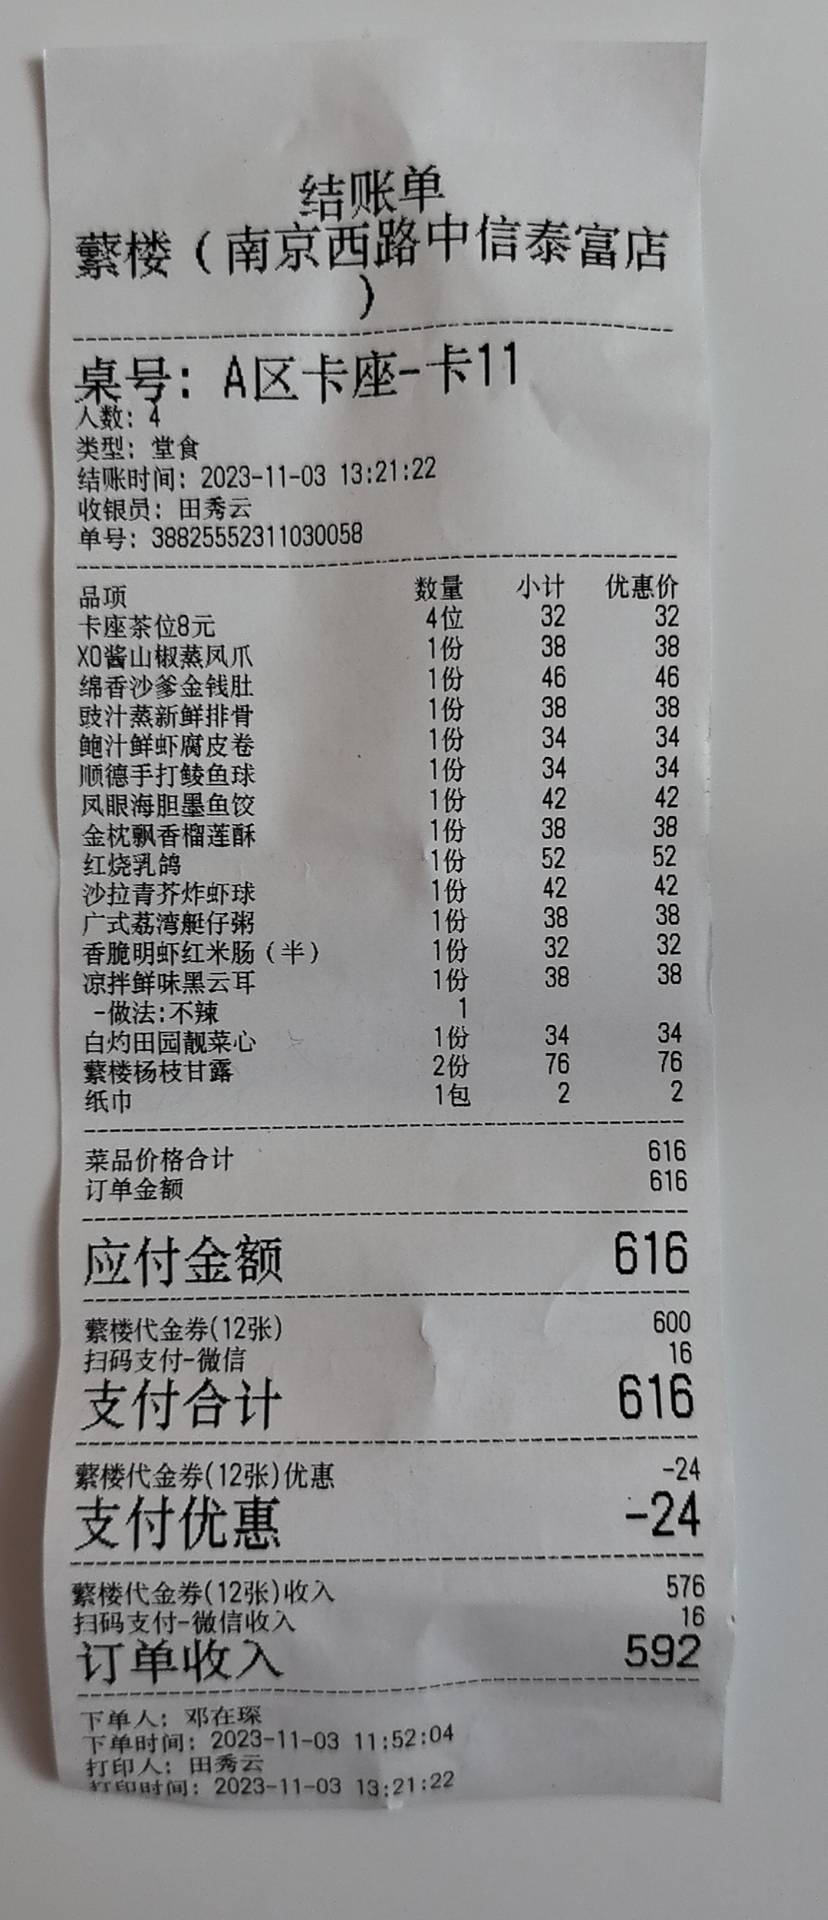 结账单
蘩楼（南京西路中信泰富店
）
桌号：A区卡座-卡11
人数：4
类型：堂食
结账时间：2023-11-03 13:21:22
收银员：田秀云
单号：38825552311030058
品项 数量 小计 优惠价
卡座茶位8元 4位 32 32
XO酱山椒蒸凤爪 1份 38 38
绵香沙爹金钱肚 1份 46 46
豉汁蒸新鲜排骨 1份 38 38
鲍汁鲜虾腐皮卷 1份 34 34
顺德手打鲮鱼球 1份 34 34
凤眼海胆墨鱼饺 1份 42 42
金枕飘香榴莲酥 1份 38 38
红烧乳鸽 1份 52 52
沙拉青芥炸虾球 1份 42 42
广式荔湾艇仔粥 1份 38 38
香脆明虾红米肠（半） 1份 32 32
凉拌鲜味黑云耳 1份 38 38
-做法:不辣 1
白灼田园靓菜心 1份 34 34
蘩楼杨枝甘露 2份 76 76
纸巾 1包 2 2
菜品价格合计 616
订单金额 616
应付金额 616
蘩楼代金券(12张) 600
扫码支付-微信 16
支付合计 616
蘩楼代金券(12张)优惠 -24
支付优惠 -24
蘩楼代金券(12张)收入 576
扫码支付-微信收入 16
订单收入 592
下单人：邓在琛
下单时间：2023-11-03 11:52:04
打印人：田秀云
打印时间：2023-11-03 13:21:22